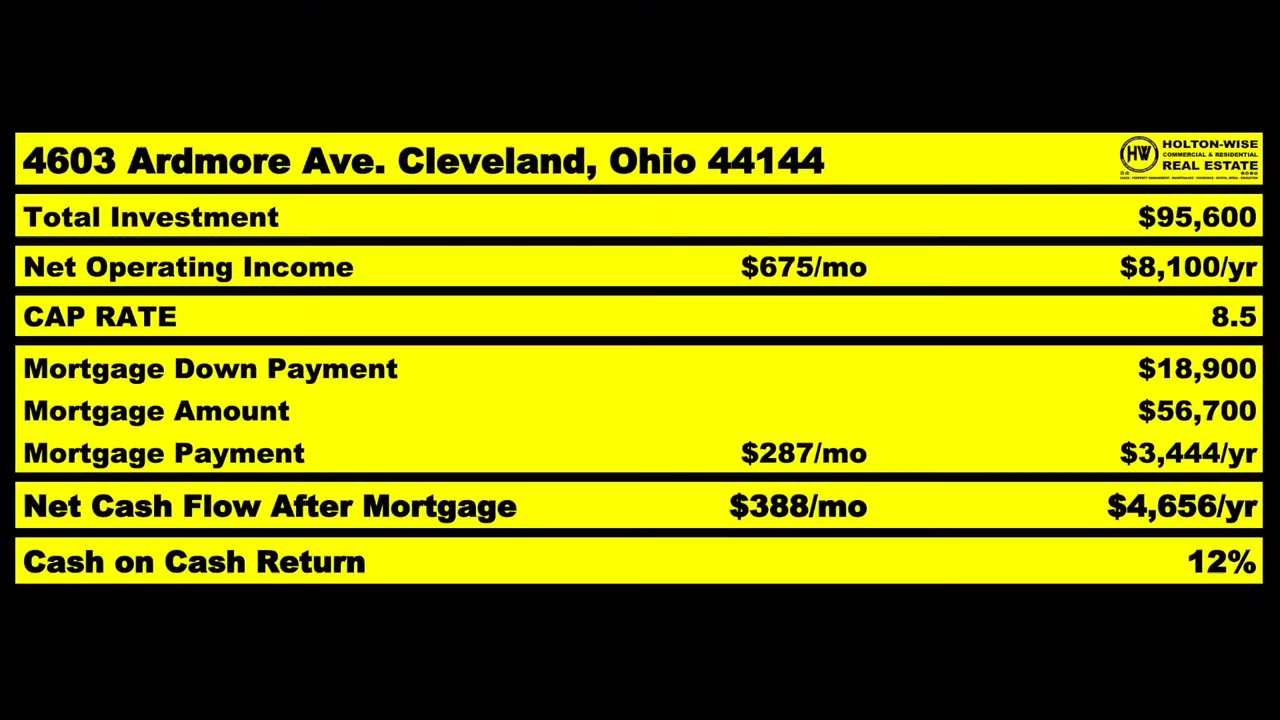 4603 Ardmore Ave. Cleveland, Ohio 44144
HW HOLTON-WISE
COMMERCIAL & RESIDENTIAL
REAL ESTATE
Total Investment $95,600
Net Operating Income $675/mo $8,100/yr
CAP RATE 8.5
Mortgage Down Payment $18,900
Mortgage Amount $56,700
Mortgage Payment $287/mo $3,444/yr
Net Cash Flow After Mortgage $388/mo $4,656/yr
Cash on Cash Return 12%